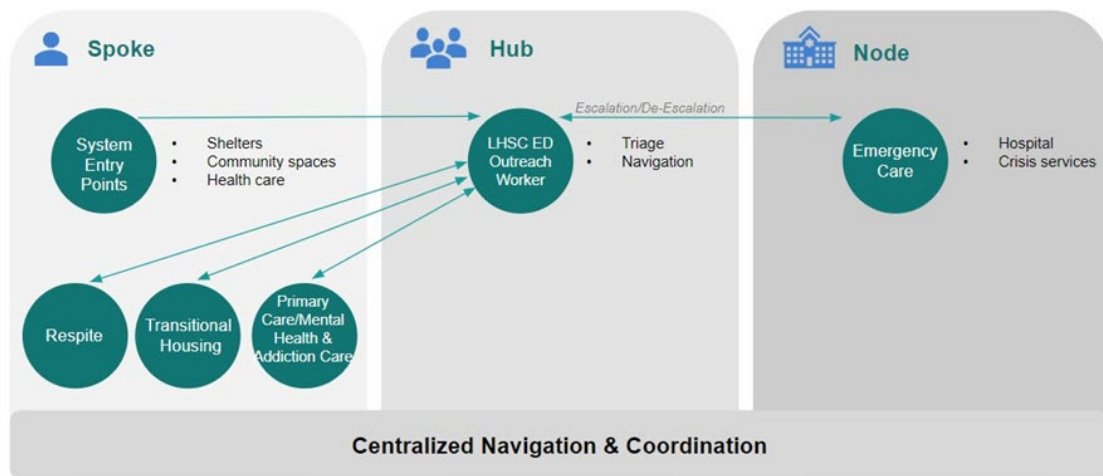 Spoke
Hub
Node
System
Entry
Points
• Shelters
• Community spaces
• Health care
LHSC ED
Outreach
Worker
Escalation/De-Escalation
• Triage
• Navigation
Emergency
Care
• Hospital
• Crisis services
Respite
Transitional
Housing
Primary
Care/Mental
Health &
Addiction Care
Centralized Navigation & Coordination